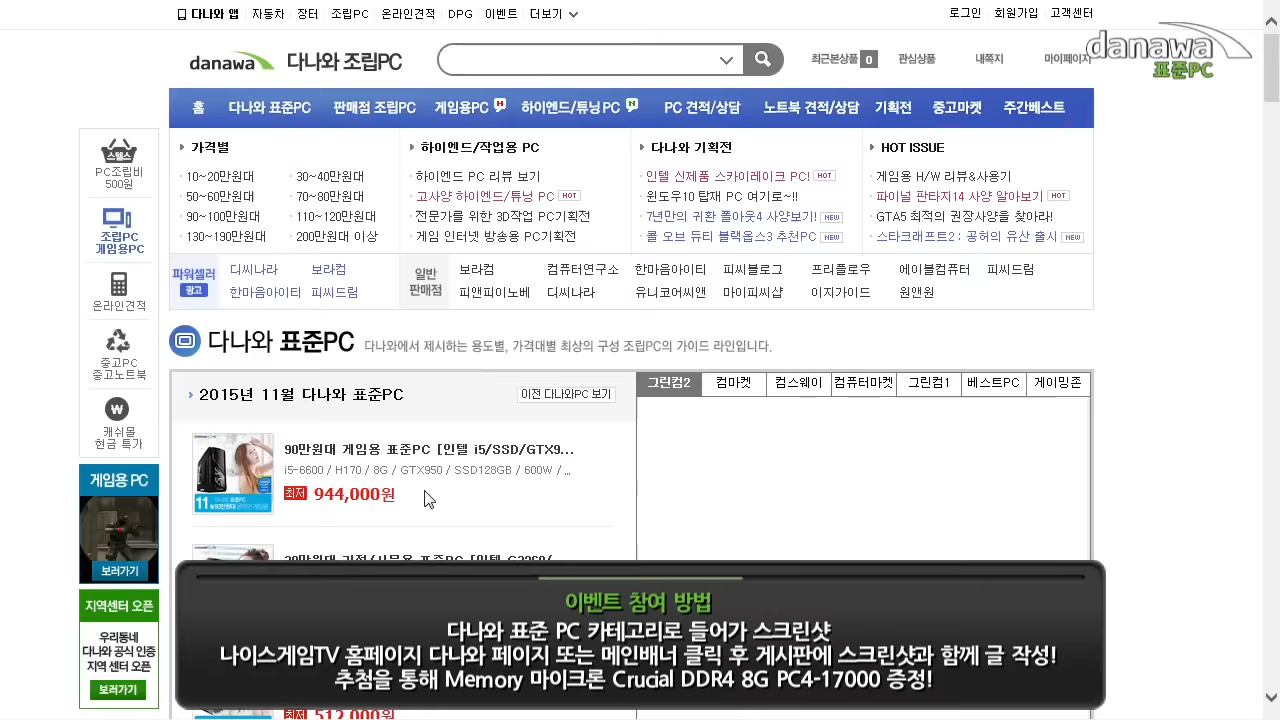 다나와 앱 자동차 장터 조립PC 온라인견적 DPG 이벤트 더보기
로그인 회원가입 고객센터
danawa 다나와 조립PC
최근본상품 0 관심상품 내쪽지 마이페이지
danawa
표준PC
홈 다나와 표준PC 판매점 조립PC 게임용PC H 하이엔드/튜닝PC N PC 견적/상담 노트북 견적/상담 기획전 중고마켓 주간베스트
가격별
10~20만원대 30~40만원대
50~60만원대 70~80만원대
90~100만원대 110~120만원대
130~190만원대 200만원대 이상
하이엔드/작업용 PC
하이엔드 PC 리뷰 보기
고사양 하이엔드/튜닝 PC HOT
전문가를 위한 3D작업 PC기획전
게임 인터넷 방송용 PC기획전
다나와 기획전
인텔 신제품 스카이레이크 PC! HOT
윈도우10 탑재 PC 여기로~!!
7년만의 귀환 폴아웃4 사양보기! NEW
콜 오브 듀티 블랙옵스3 추천PC NEW
HOT ISSUE
게임용 H/W 리뷰&사용기
파이널 판타지14 사양 알아보기 HOT
GTA5 최적의 권장사양을 찾아라!
스타크래프트2 : 공허의 유산 출시 NEW
파워셀러
광고
디씨나라 보라컴
한마음아이티 피씨드림
일반
판매점
보라컴 컴퓨터연구소 한마음아이티 피씨블로그 프리플로우 에이블컴퓨터 피씨드림
피앤피이노베 디씨나라 유니코어씨앤 마이피씨샵 이지가이드 원앤원
스텔스
PC조립비
500원
조립PC
게임용PC
온라인견적
중고PC
중고노트북
캐쉬몰
현금 특가
게임용 PC
보러가기
지역센터 오픈
우리동네
다나와 공식 인증
지역 센터 오픈
보러가기
다나와 표준PC 다나와에서 제시하는 용도별, 가격대별 최상의 구성 조립PC의 가이드 라인입니다.
2015년 11월 다나와 표준PC 이전 다나와PC 보기
그린컴2 컴마켓 컴스웨이 컴퓨터마켓 그린컴1 베스트PC 게이밍존
90만원대 게임용 표준PC [인텔 i5/SSD/GTX9...
i5-6600 / H170 / 8G / GTX950 / SSD128GB / 600W / ...
최저 944,000원
최저 512,000원
이벤트 참여 방법
다나와 표준 PC 카테고리로 들어가 스크린샷
나이스게임TV 홈페이지 다나와 페이지 또는 메인배너 클릭 후 게시판에 스크린샷과 함께 글 작성!
추첨을 통해 Memory 마이크론 Crucial DDR4 8G PC4-17000 증정!